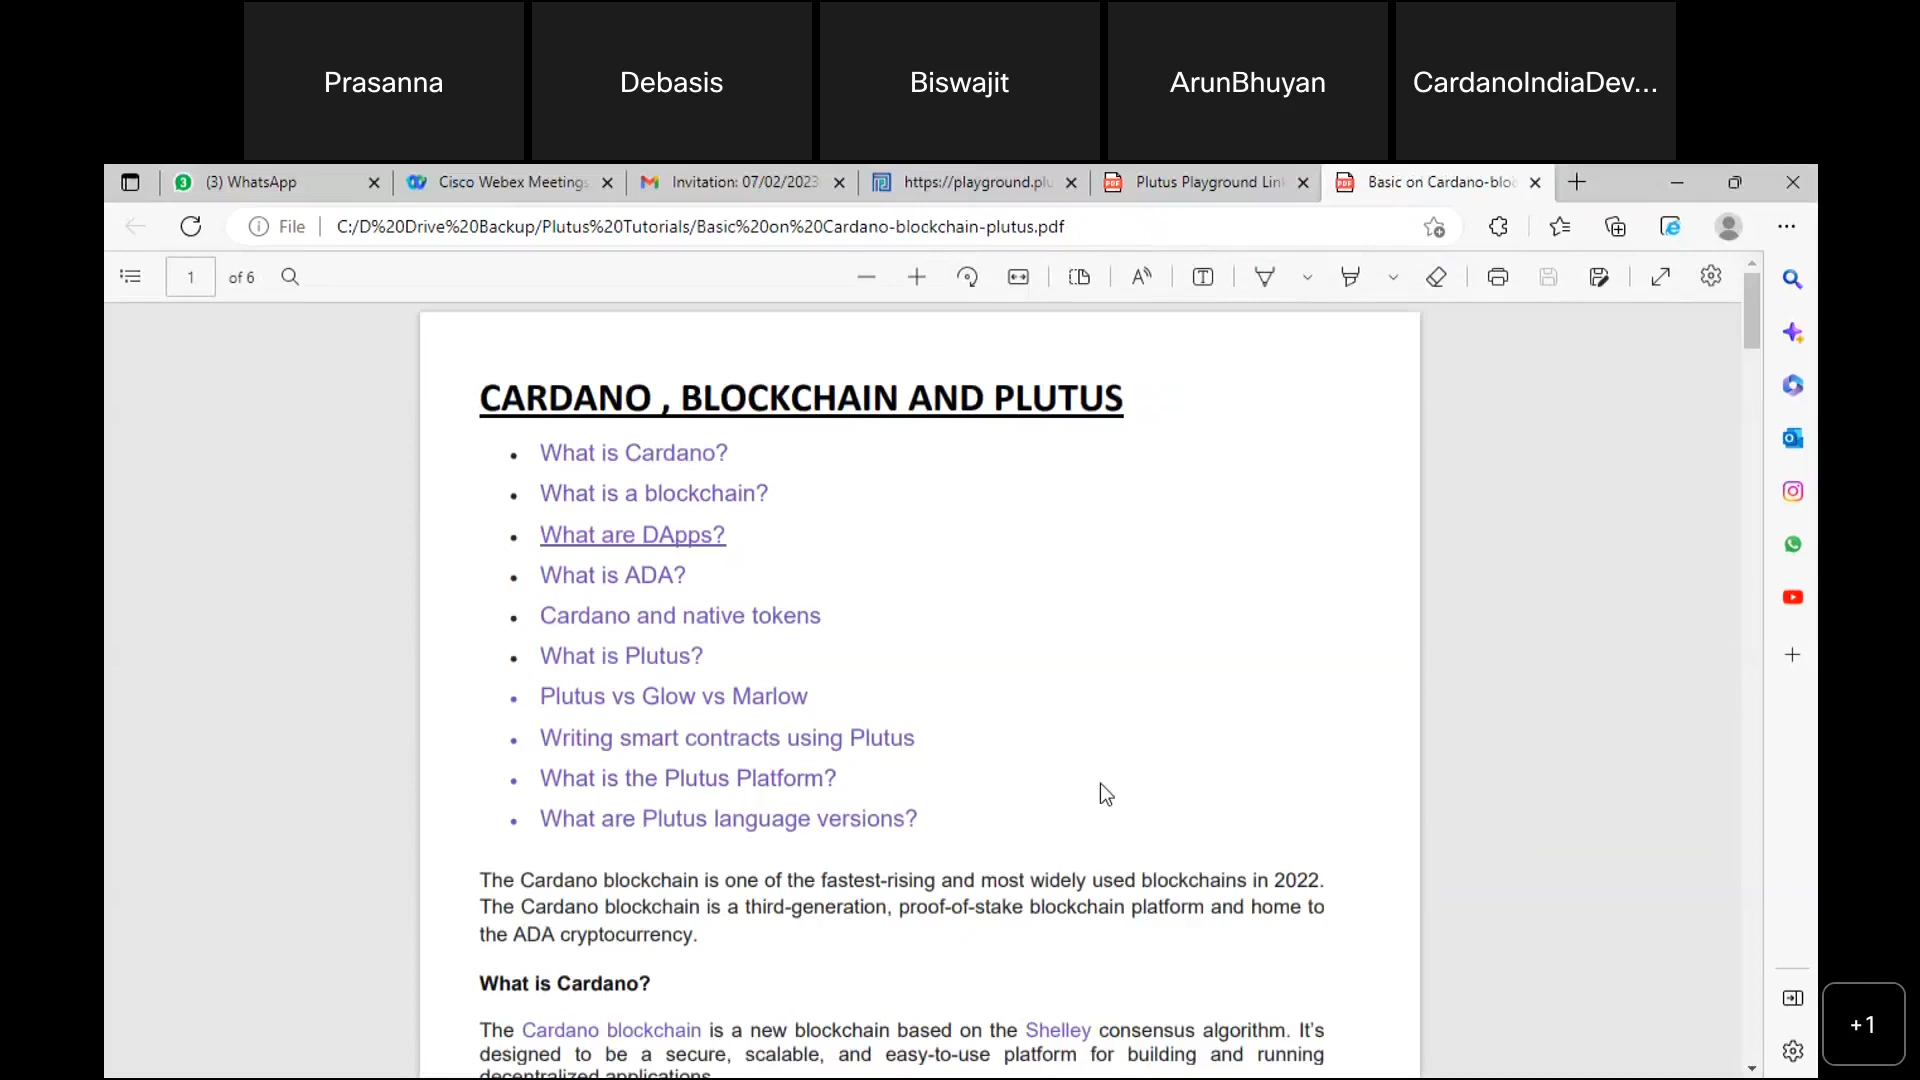 Prasanna
Debasis
Biswajit
ArunBhuyan
CardanoIndiaDev...
(3) WhatsApp
Cisco Webex Meetings
Invitation: 07/02/2023
https://playground.plu
Plutus Playground Lin
Basic on Cardano-bloc
File
C:/D%20Drive%20Backup/Plutus%20Tutorials/Basic%20on%20Cardano-blockchain-plutus.pdf
1 of 6
CARDANO , BLOCKCHAIN AND PLUTUS
• What is Cardano?
• What is a blockchain?
• What are DApps?
• What is ADA?
• Cardano and native tokens
• What is Plutus?
• Plutus vs Glow vs Marlow
• Writing smart contracts using Plutus
• What is the Plutus Platform?
• What are Plutus language versions?
The Cardano blockchain is one of the fastest-rising and most widely used blockchains in 2022.
The Cardano blockchain is a third-generation, proof-of-stake blockchain platform and home to
the ADA cryptocurrency.
What is Cardano?
The Cardano blockchain is a new blockchain based on the Shelley consensus algorithm. It's
designed to be a secure, scalable, and easy-to-use platform for building and running
decentralized applications.
+1